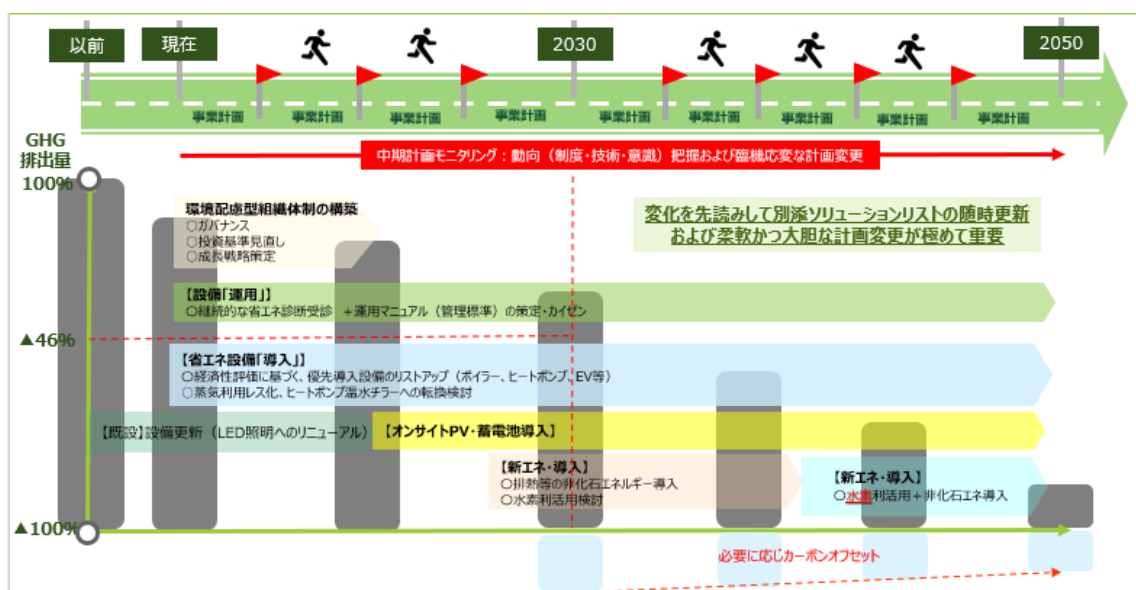 以前
現在
2030
2050
事業計画
事業計画
事業計画
事業計画
事業計画
事業計画
事業計画
事業計画
中期計画モニタリング：動向（制度・技術・意識）把握および臨機応変な計画変更
GHG
排出量
100%
環境配慮型組織体制の構築
○ガバナンス
○投資基準見直し
○成長戦略策定
変化を先読みして別添ソリューションリストの随時更新
および柔軟かつ大胆な計画変更が極めて重要
【設備「運用」】
○継続的な省エネ診断受診　＋運用マニュアル（管理標準）の策定・カイゼン
▲46%
【省エネ設備「導入」】
○経済性評価に基づく、優先導入設備のリストアップ（ボイラー、ヒートポンプ、EV等）
○蒸気利用レス化、ヒートポンプ温水チラーへの転換検討
【既設】設備更新（LED照明へのリニューアル）
【オンサイトPV・蓄電池導入】
【新エネ・導入】
○排熱等の非化石エネルギー導入
○水素利活用検討
【新エネ・導入】
○水素利活用＋非化石エネ導入
▲100%
必要に応じカーボンオフセット